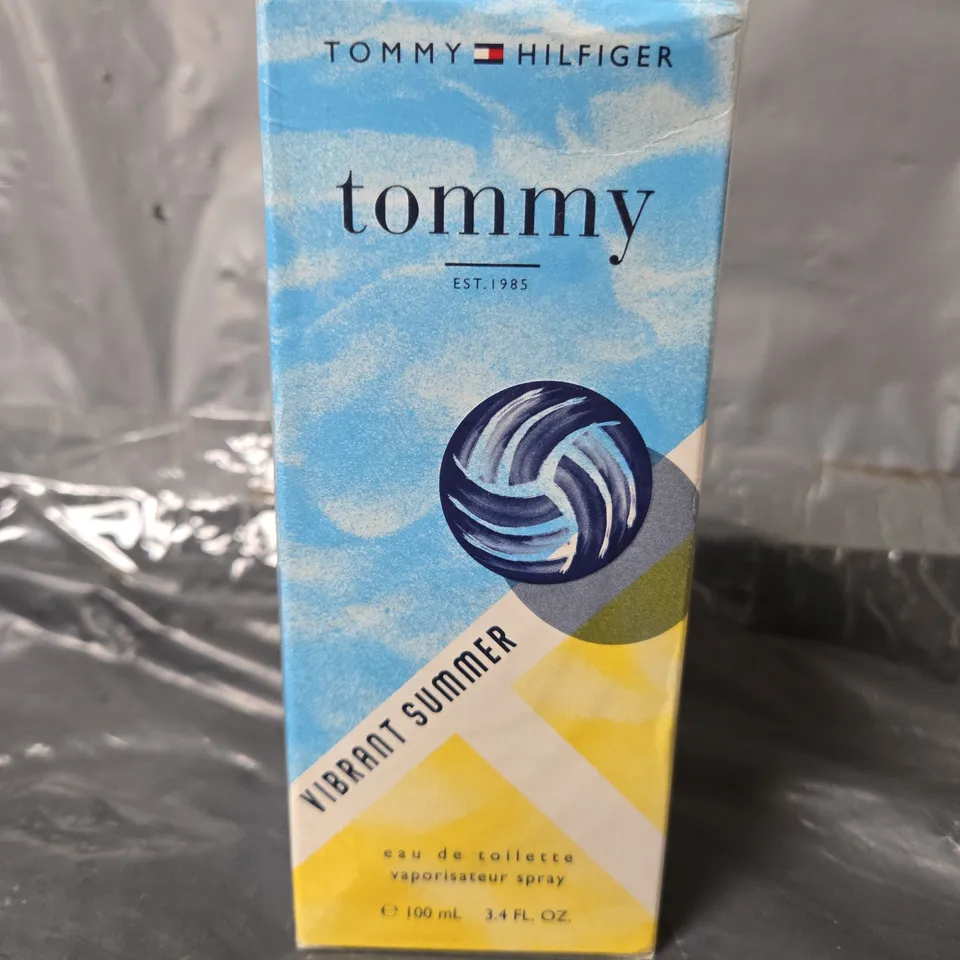 TOMMY HILFIGER
tommy
EST. 1985
VIBRANT SUMMER
eau de toilette
vaporisateur spray
℮ 100 mL 3.4 FL. OZ.